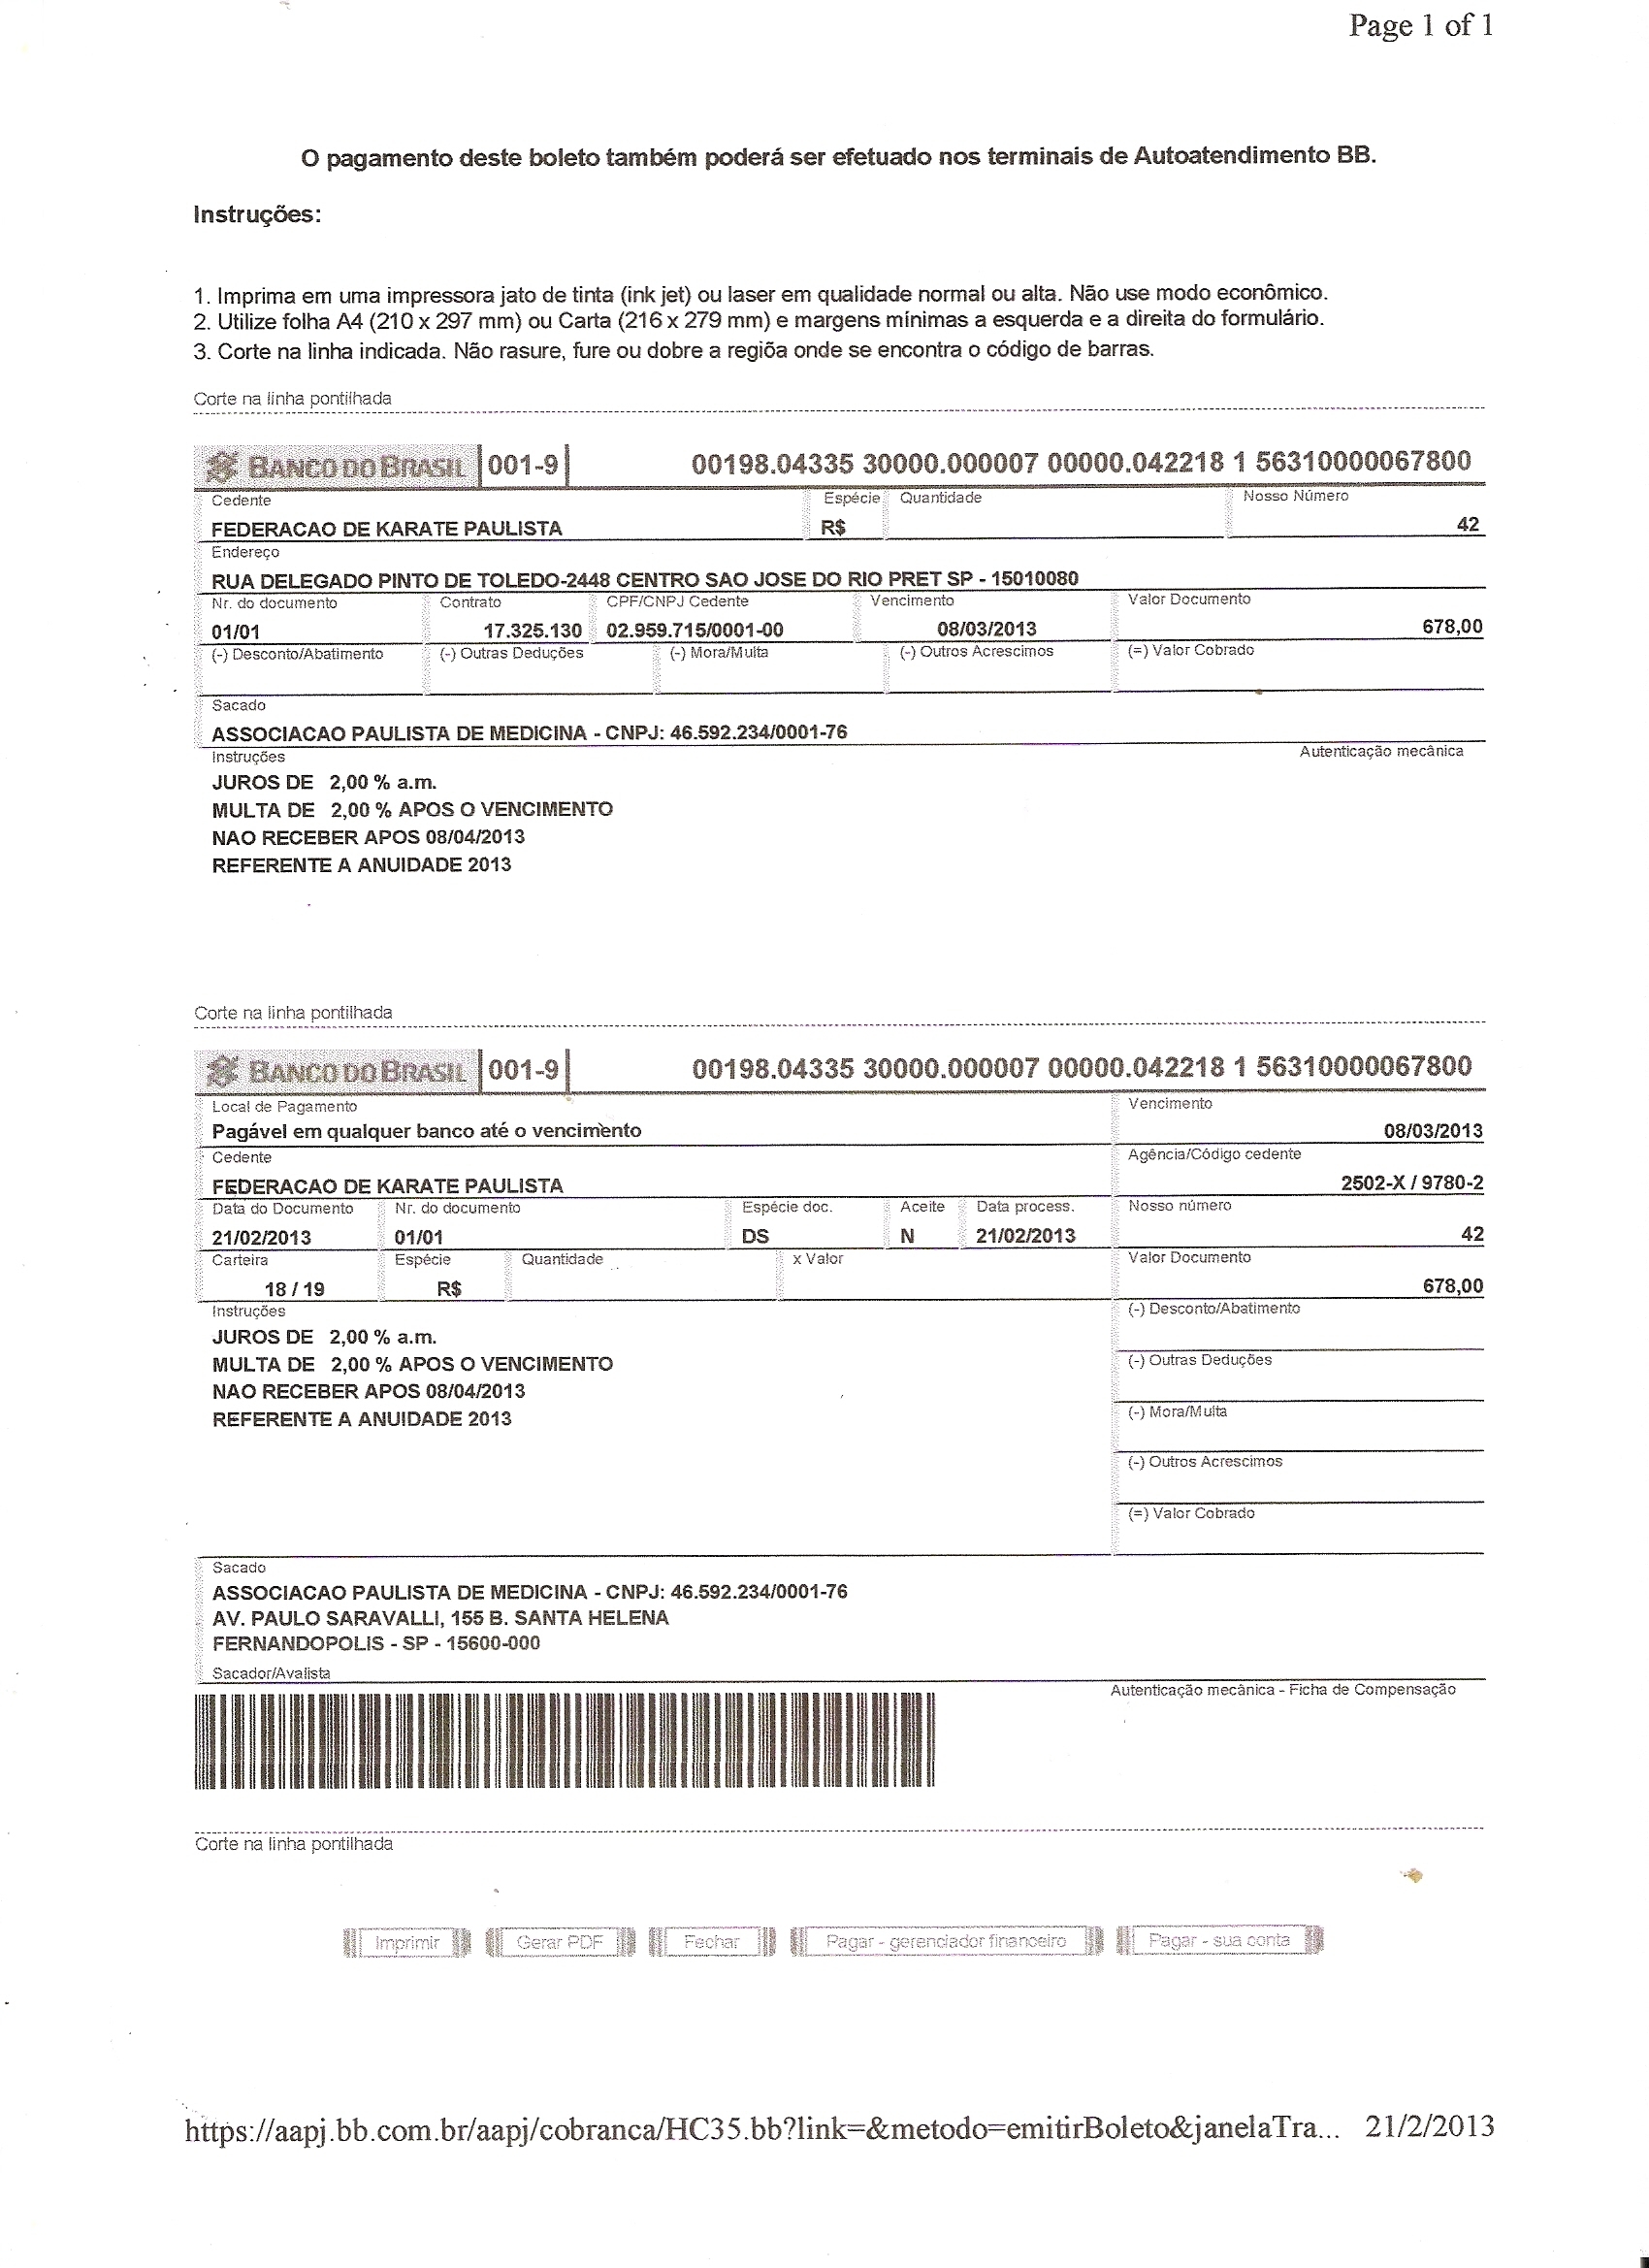 Page 1 of 1
O pagamento deste boleto também poderá ser efetuado nos terminais de Autoatendimento BB.
Instruções:
1. Imprima em uma impressora jato de tinta (ink jet) ou laser em qualidade normal ou alta. Não use modo econômico.
2. Utilize folha A4 (210 x 297 mm) ou Carta (216 x 279 mm) e margens mínimas a esquerda e a direita do formulário.
3. Corte na linha indicada. Não rasure, fure ou dobre a regiõa onde se encontra o código de barras.
Corte na linha pontilhada
BANCO DO BRASIL 001-9 00198.04335 30000.000007 00000.042218 1 56310000067800
Cedente Espécie Quantidade Nosso Número
FEDERACAO DE KARATE PAULISTA R$ 42
Endereço
RUA DELEGADO PINTO DE TOLEDO-2448 CENTRO SAO JOSE DO RIO PRET SP - 15010080
Nr. do documento Contrato CPF/CNPJ Cedente Vencimento Valor Documento
01/01 17.325.130 02.959.715/0001-00 08/03/2013 678,00
(-) Desconto/Abatimento (-) Outras Deduções (-) Mora/Multa (-) Outros Acrescimos (=) Valor Cobrado
Sacado
ASSOCIACAO PAULISTA DE MEDICINA - CNPJ: 46.592.234/0001-76
Instruções Autenticação mecânica
JUROS DE 2,00 % a.m.
MULTA DE 2,00 % APOS O VENCIMENTO
NAO RECEBER APOS 08/04/2013
REFERENTE A ANUIDADE 2013
Corte na linha pontilhada
BANCO DO BRASIL 001-9 00198.04335 30000.000007 00000.042218 1 56310000067800
Local de Pagamento Vencimento
Pagável em qualquer banco até o vencimento 08/03/2013
Cedente Agência/Código cedente
FEDERACAO DE KARATE PAULISTA 2502-X / 9780-2
Data do Documento Nr. do documento Espécie doc. Aceite Data process. Nosso número
21/02/2013 01/01 DS N 21/02/2013 42
Carteira Espécie Quantidade x Valor Valor Documento
18 / 19 R$ 678,00
Instruções (-) Desconto/Abatimento
JUROS DE 2,00 % a.m.
MULTA DE 2,00 % APOS O VENCIMENTO (-) Outras Deduções
NAO RECEBER APOS 08/04/2013
REFERENTE A ANUIDADE 2013 (-) Mora/Multa
(-) Outros Acrescimos
(=) Valor Cobrado
Sacado
ASSOCIACAO PAULISTA DE MEDICINA - CNPJ: 46.592.234/0001-76
AV. PAULO SARAVALLI, 155 B. SANTA HELENA
FERNANDOPOLIS - SP - 15600-000
Sacador/Avalista
Autenticação mecânica - Ficha de Compensação
Corte na linha pontilhada
Imprimir Gerar PDF Fechar Pagar - gerenciador financeiro Pagar - sua conta
https://aapj.bb.com.br/aapj/cobranca/HC35.bb?link=&metodo=emitirBoleto&janelaTra... 21/2/2013